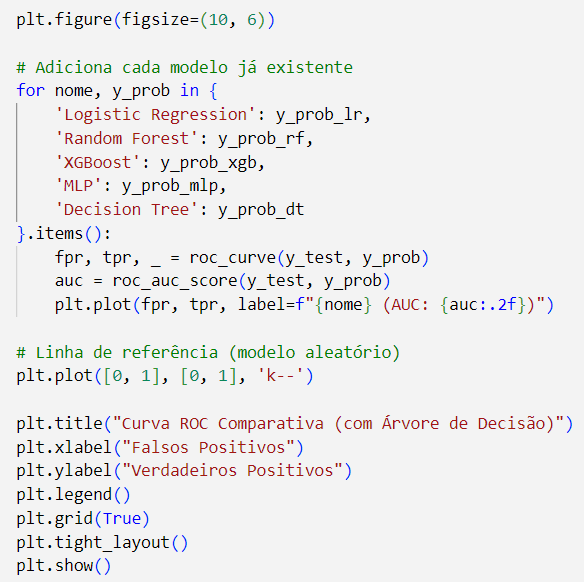 plt.figure(figsize=(10, 6))
# Adiciona cada modelo já existente
for nome, y_prob in {
    'Logistic Regression': y_prob_lr,
    'Random Forest': y_prob_rf,
    'XGBoost': y_prob_xgb,
    'MLP': y_prob_mlp,
    'Decision Tree': y_prob_dt
}.items():
    fpr, tpr, _ = roc_curve(y_test, y_prob)
    auc = roc_auc_score(y_test, y_prob)
    plt.plot(fpr, tpr, label=f"{nome} (AUC: {auc:.2f})")
# Linha de referência (modelo aleatório)
plt.plot([0, 1], [0, 1], 'k--')
plt.title("Curva ROC Comparativa (com Árvore de Decisão)")
plt.xlabel("Falsos Positivos")
plt.ylabel("Verdadeiros Positivos")
plt.legend()
plt.grid(True)
plt.tight_layout()
plt.show()